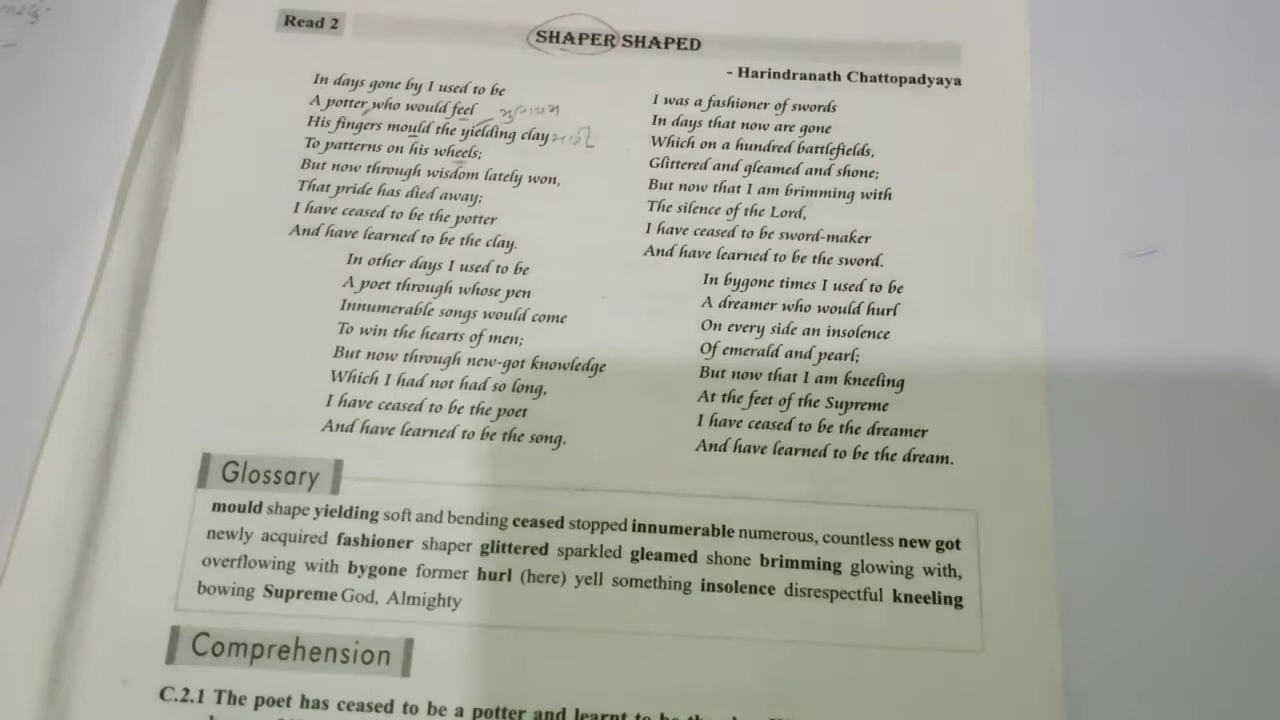 Read 2
SHAPER SHAPED
- Harindranath Chattopadyaya
In days gone by I used to be
A potter who would feel
His fingers mould the yielding clay
To patterns on his wheels;
But now through wisdom lately won,
That pride has died away;
I have ceased to be the potter
And have learned to be the clay.
In other days I used to be
A poet through whose pen
Innumerable songs would come
To win the hearts of men;
But now through new-got knowledge
Which I had not had so long,
I have ceased to be the poet
And have learned to be the song.
I was a fashioner of swords
In days that now are gone
Which on a hundred battlefields,
Glittered and gleamed and shone;
But now that I am brimming with
The silence of the Lord,
I have ceased to be sword-maker
And have learned to be the sword.
In bygone times I used to be
A dreamer who would hurl
On every side an insolence
Of emerald and pearl;
But now that I am kneeling
At the feet of the Supreme
I have ceased to be the dreamer
And have learned to be the dream.
Glossary
mould shape yielding soft and bending ceased stopped innumerable numerous, countless new got
newly acquired fashioner shaper glittered sparkled gleamed shone brimming glowing with,
overflowing with bygone former hurl (here) yell something insolence disrespectful kneeling
bowing Supreme God, Almighty
Comprehension
C.2.1 The poet has ceased to be a potter and learnt to be the